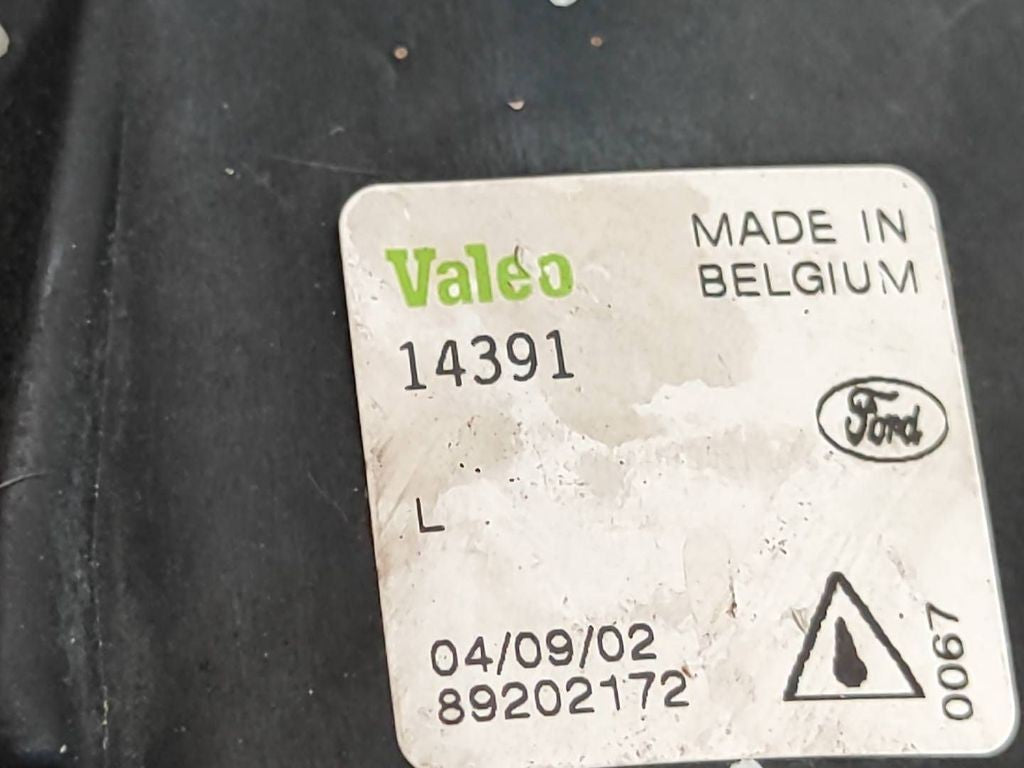 Valeo
MADE IN
BELGIUM
14391
Ford
L
04/09/02
89202172
0067